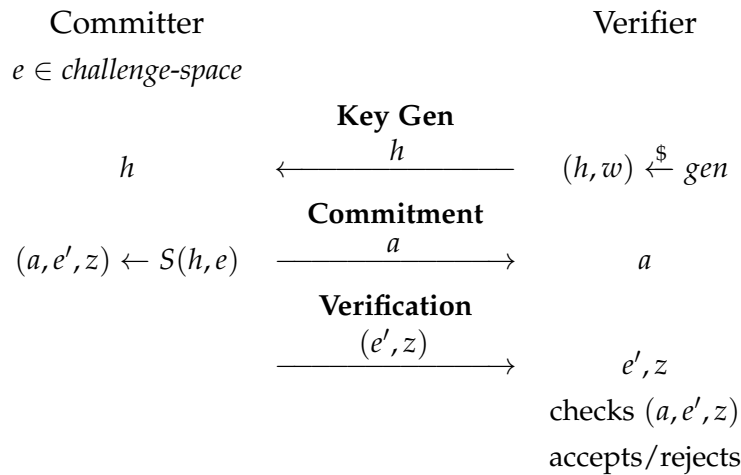 Committer Verifier
e ∈ challenge-space
Key Gen
h h (h, w) $← gen
Commitment
(a, e′, z) ← S(h, e) a a
Verification
(e′, z) e′, z
checks (a, e′, z)
accepts/rejects